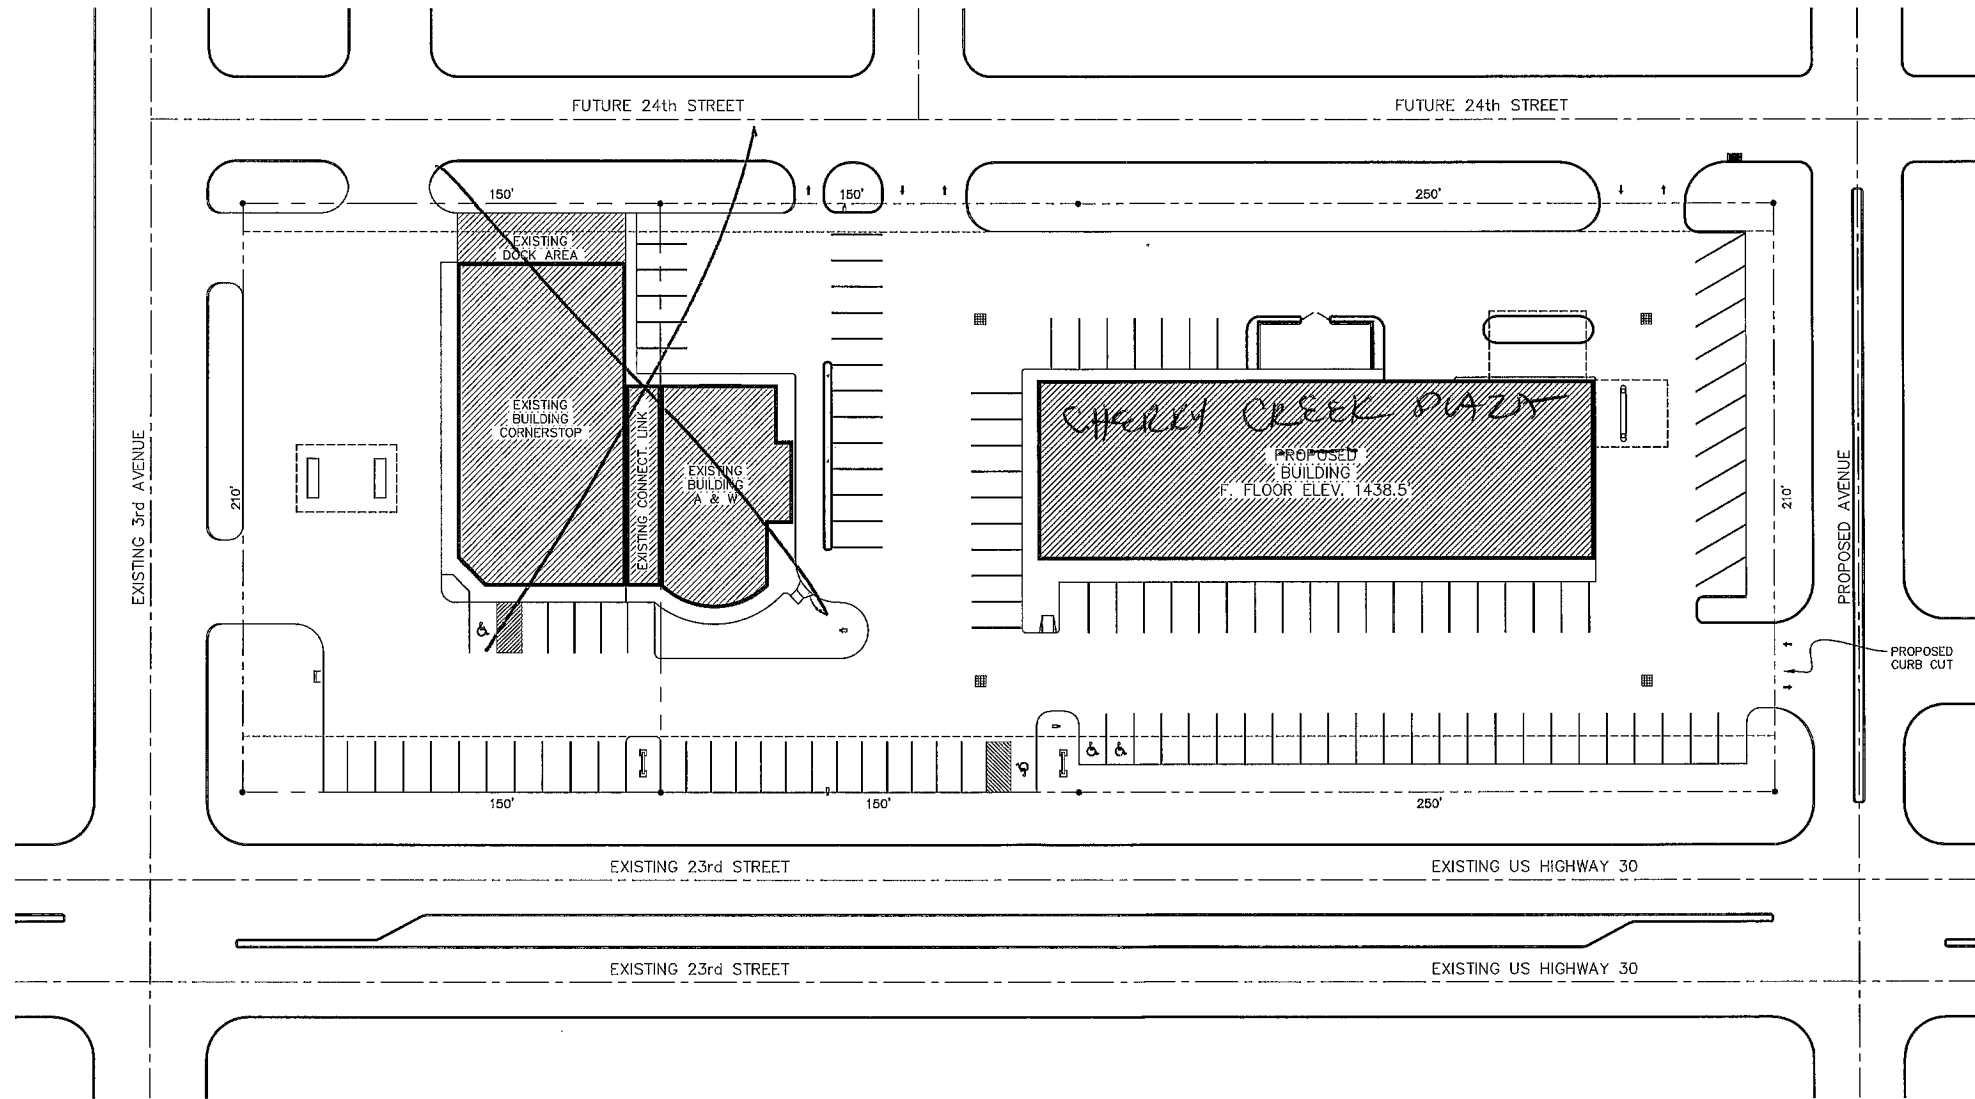 FUTURE 24th STREET
FUTURE 24th STREET
150'
150'
250'
EXISTING
DOCK AREA
EXISTING
BUILDING
CORNERSTOP
EXISTING CONNECT LINK
EXISTING
BUILDING
A & W
CHERRY CREEK PLAZA
PROPOSED
BUILDING
F. FLOOR ELEV. 1438.5'
EXISTING 3rd AVENUE
210'
210'
PROPOSED AVENUE
PROPOSED
CURB CUT
150'
150'
250'
EXISTING 23rd STREET
EXISTING US HIGHWAY 30
EXISTING 23rd STREET
EXISTING US HIGHWAY 30